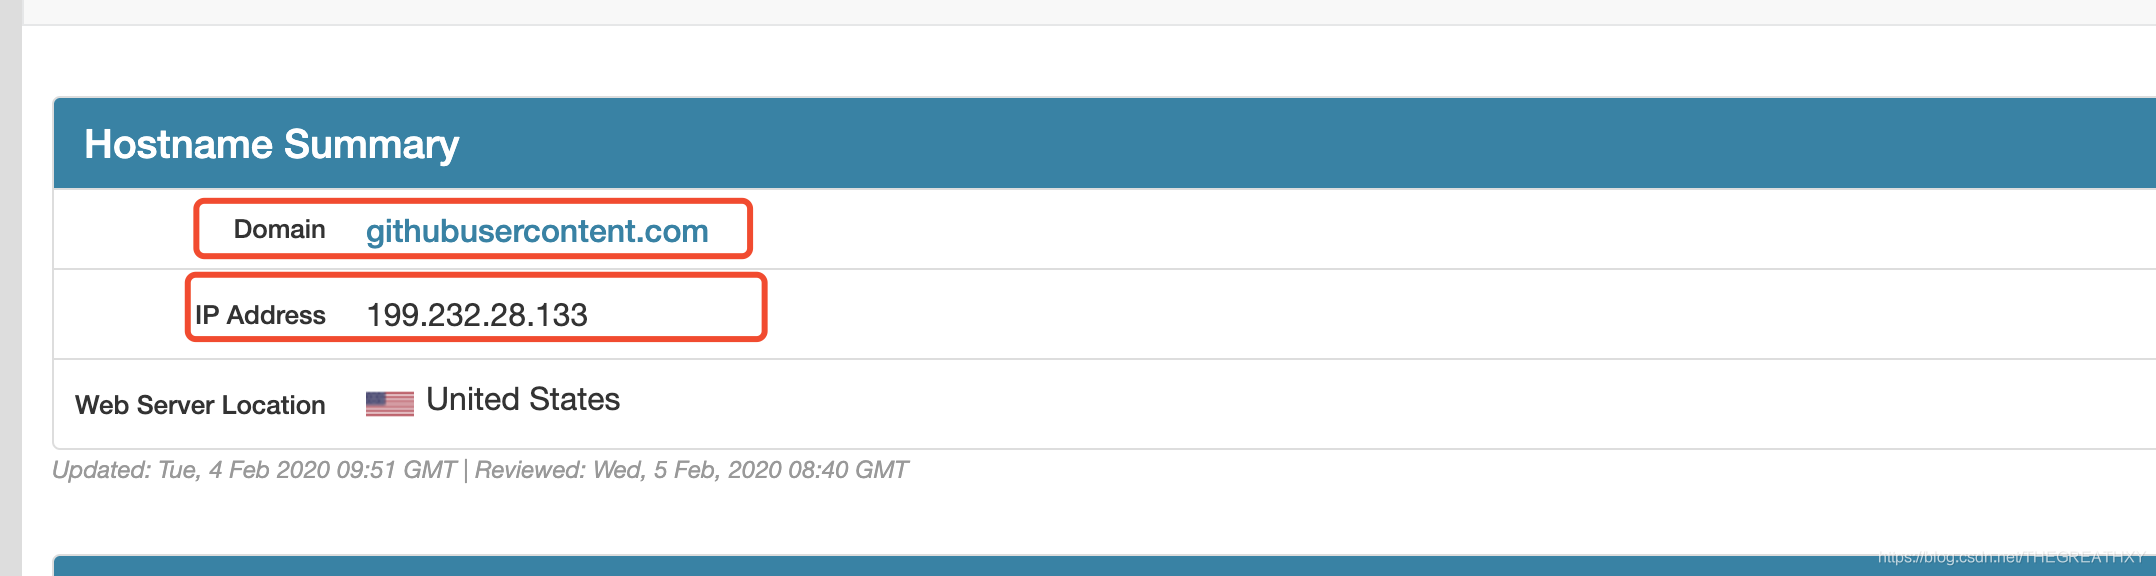 Hostname Summary
Domain githubusercontent.com
IP Address 199.232.28.133
Web Server Location United States
Updated: Tue, 4 Feb 2020 09:51 GMT | Reviewed: Wed, 5 Feb, 2020 08:40 GMT
https://blog.csdn.net/THEGREATHXY